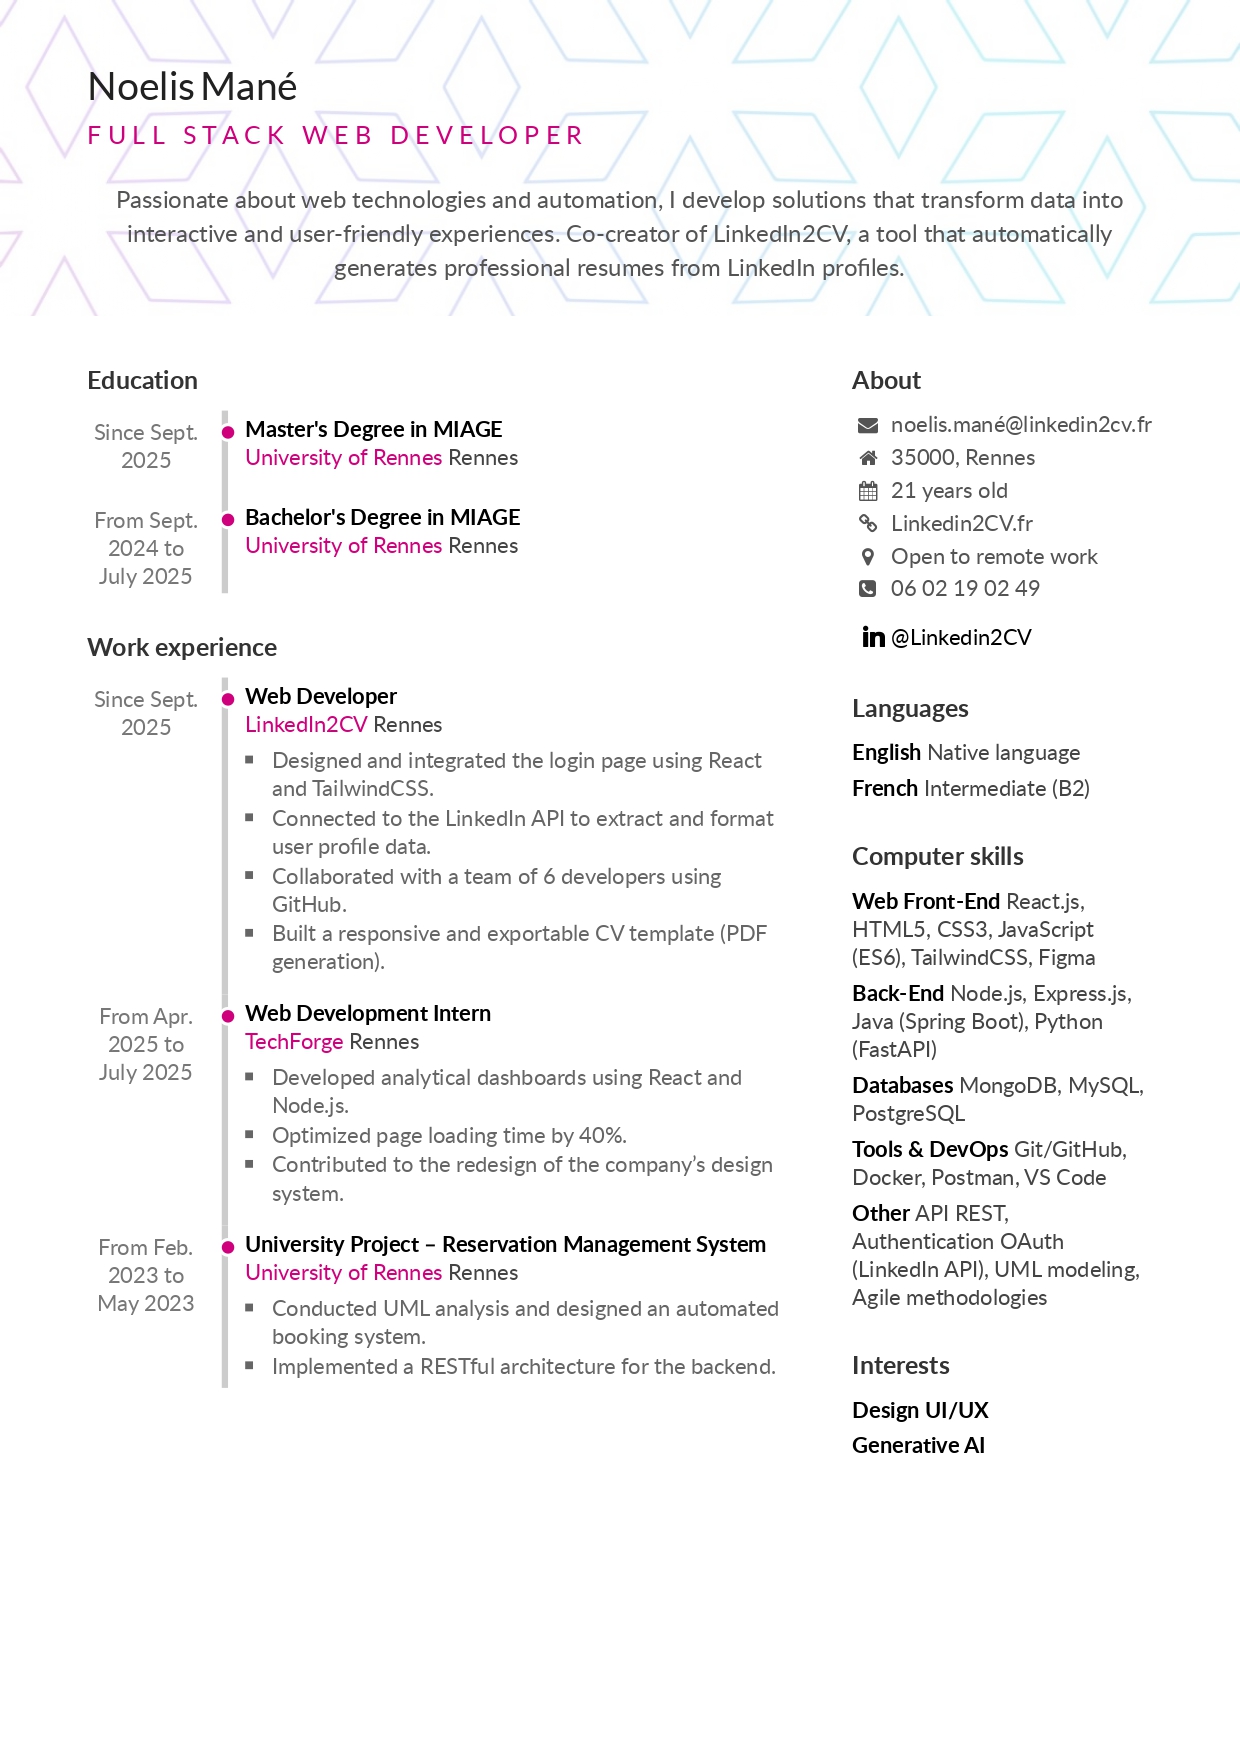 Noelis Mané
FULL STACK WEB DEVELOPER
Passionate about web technologies and automation, I develop solutions that transform data into
interactive and user-friendly experiences. Co-creator of LinkedIn2CV, a tool that automatically
generates professional resumes from LinkedIn profiles.
Education
Since Sept.
2025
Master's Degree in MIAGE
University of Rennes Rennes
From Sept.
2024 to
July 2025
Bachelor's Degree in MIAGE
University of Rennes Rennes
Work experience
Since Sept.
2025
Web Developer
LinkedIn2CV Rennes
▪ Designed and integrated the login page using React
and TailwindCSS.
▪ Connected to the LinkedIn API to extract and format
user profile data.
▪ Collaborated with a team of 6 developers using
GitHub.
▪ Built a responsive and exportable CV template (PDF
generation).
From Apr.
2025 to
July 2025
Web Development Intern
TechForge Rennes
▪ Developed analytical dashboards using React and
Node.js.
▪ Optimized page loading time by 40%.
▪ Contributed to the redesign of the company’s design
system.
From Feb.
2023 to
May 2023
University Project – Reservation Management System
University of Rennes Rennes
▪ Conducted UML analysis and designed an automated
booking system.
▪ Implemented a RESTful architecture for the backend.
About
noelis.mané@linkedin2cv.fr
35000, Rennes
21 years old
Linkedin2CV.fr
Open to remote work
06 02 19 02 49
in @Linkedin2CV
Languages
English Native language
French Intermediate (B2)
Computer skills
Web Front-End React.js,
HTML5, CSS3, JavaScript
(ES6), TailwindCSS, Figma
Back-End Node.js, Express.js,
Java (Spring Boot), Python
(FastAPI)
Databases MongoDB, MySQL,
PostgreSQL
Tools & DevOps Git/GitHub,
Docker, Postman, VS Code
Other API REST,
Authentication OAuth
(LinkedIn API), UML modeling,
Agile methodologies
Interests
Design UI/UX
Generative AI